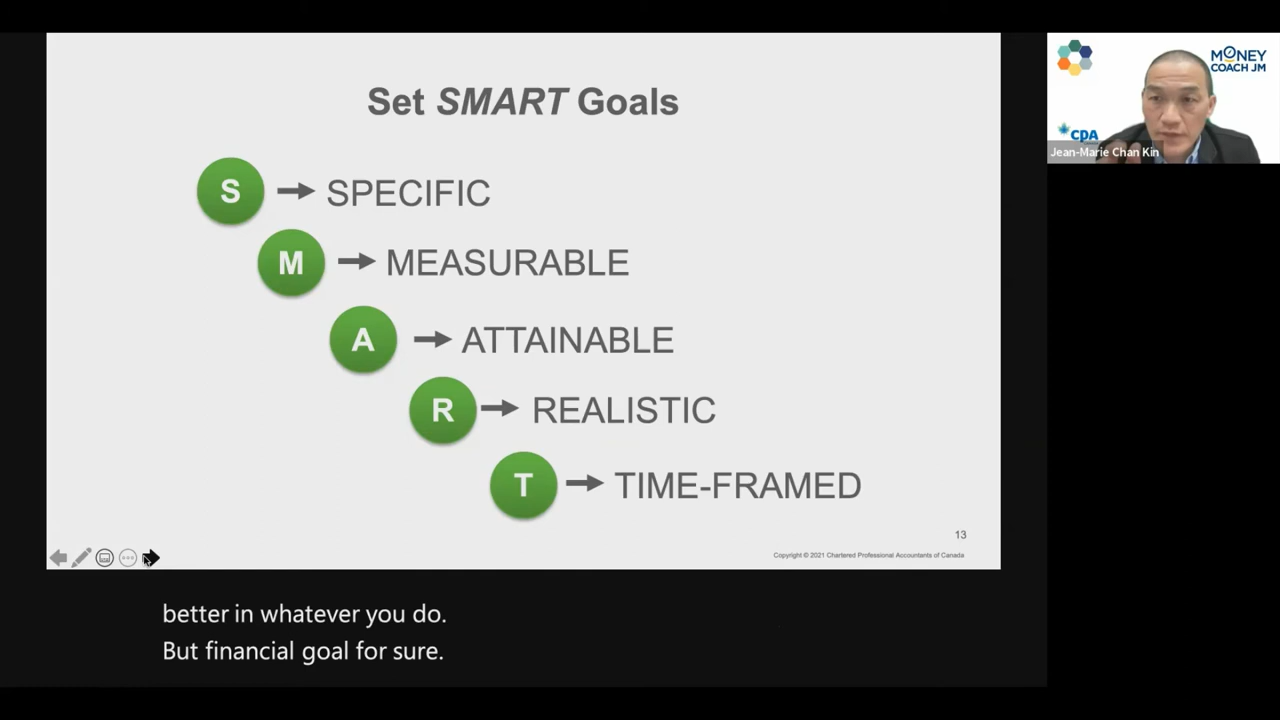 Set SMART Goals
S → SPECIFIC
M → MEASURABLE
A → ATTAINABLE
R → REALISTIC
T → TIME-FRAMED
13
Copyright © 2021 Chartered Professional Accountants of Canada
MONEY
COACH JM
CPA
Jean-Marie Chan Kin
better in whatever you do.
But financial goal for sure.